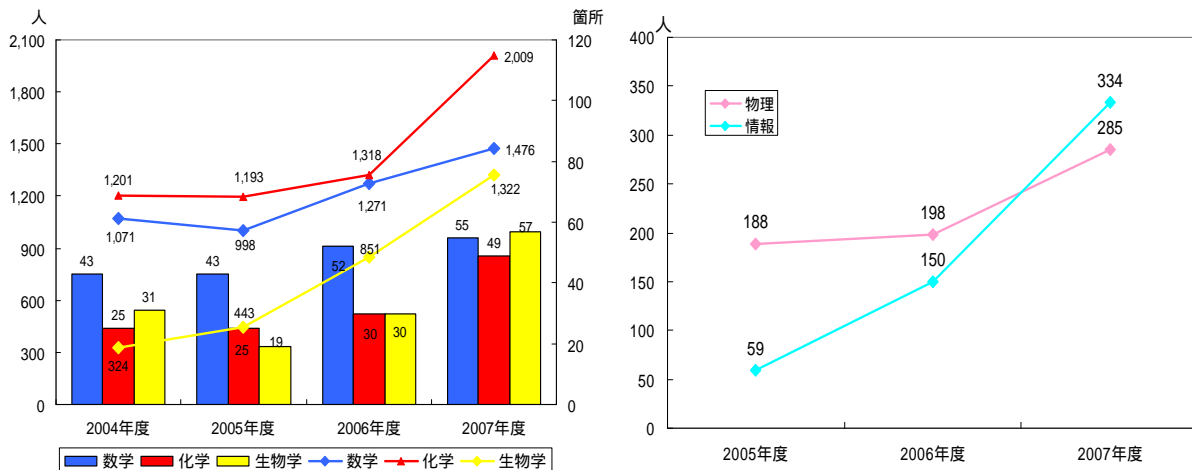 人 箇所
2,100 1,800 1,500 1,200 900 600 300 0
120 100 80 60 40 20 0
1,201 1,193 1,318 2,009
1,071 998 1,271 1,476
324 443 851 1,322
43 43 52 55
25 25 30 49
31 19 30 57
2004年度 2005年度 2006年度 2007年度
数学 化学 生物学 数学 化学 生物学
人
400 350 300 250 200 150 100 50 0
物理
情報
188 198 285
59 150 334
2005年度 2006年度 2007年度